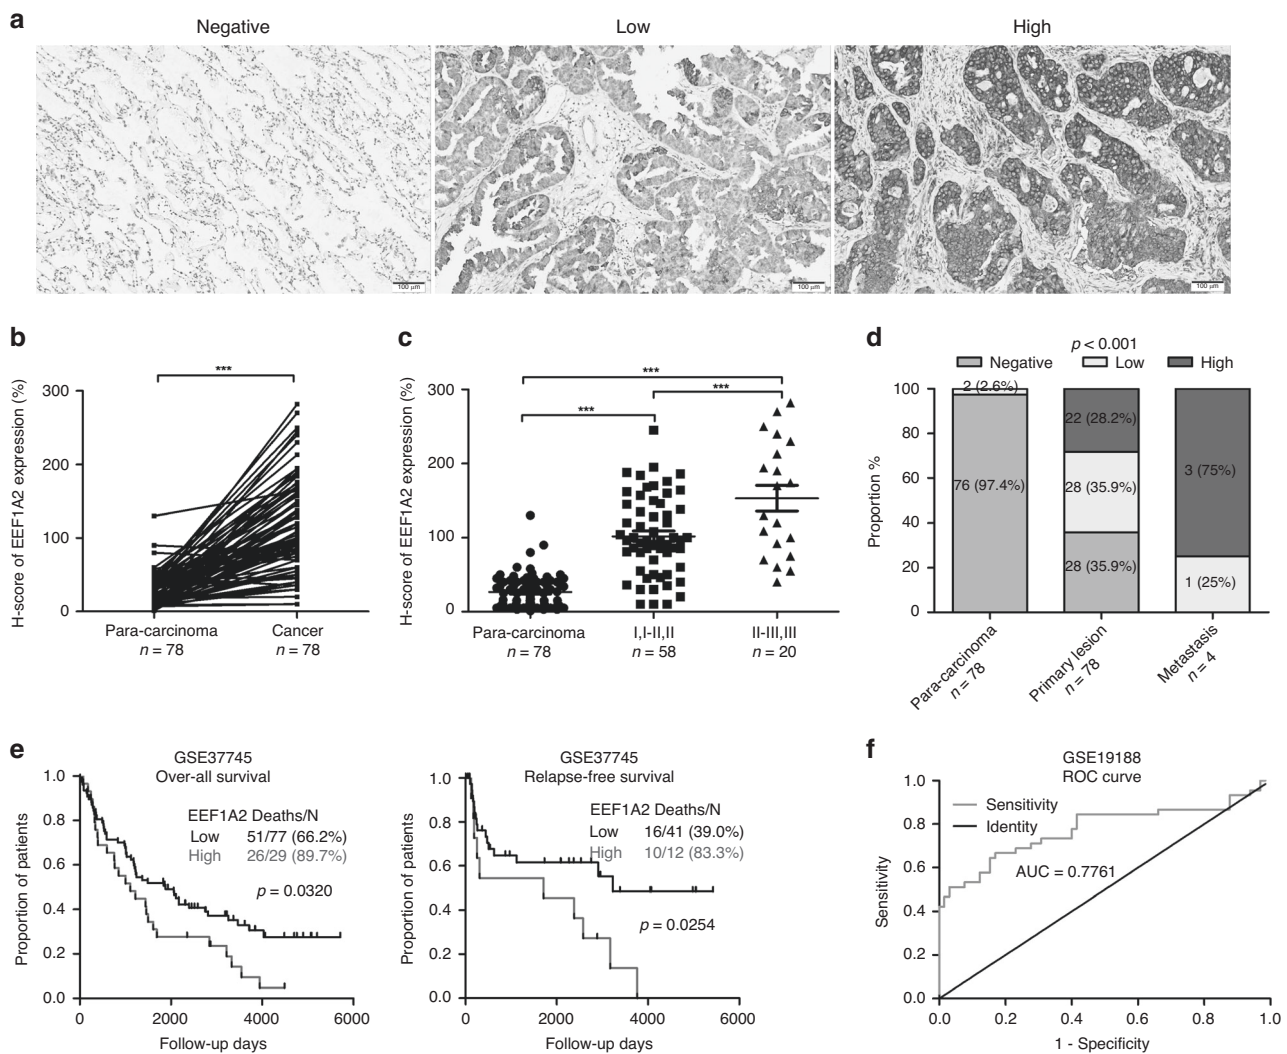 a
Negative
Low
High
100 µm
100 µm
100 µm
b
H-score of EEF1A2 expression (%)
300
200
100
0
***
Para-carcinoma
n = 78
Cancer
n = 78
c
H-score of EEF1A2 expression (%)
300
200
100
0
***
***
***
Para-carcinoma
n = 78
I,I-II,II
n = 58
II-III,III
n = 20
d
p < 0.001
Negative
Low
High
Proportion %
100
80
60
40
20
0
2 (2.6%)
76 (97.4%)
22 (28.2%)
28 (35.9%)
28 (35.9%)
3 (75%)
1 (25%)
Para-carcinoma
n = 78
Primary lesion
n = 78
Metastasis
n = 4
e
GSE37745
Over-all survival
Proportion of patients
1.0
0.8
0.6
0.4
0.2
0.0
EEF1A2 Deaths/N
Low 51/77 (66.2%)
High 26/29 (89.7%)
p = 0.0320
0 2000 4000 6000
Follow-up days
GSE37745
Relapse-free survival
Proportion of patients
1.0
0.8
0.6
0.4
0.2
0.0
EEF1A2 Deaths/N
Low 16/41 (39.0%)
High 10/12 (83.3%)
p = 0.0254
0 2000 4000 6000
Follow-up days
f
GSE19188
ROC curve
Sensitivity
1.0
0.8
0.6
0.4
0.2
0.0
Sensitivity
Identity
AUC = 0.7761
0.0 0.2 0.4 0.6 0.8 1.0
1 - Specificity